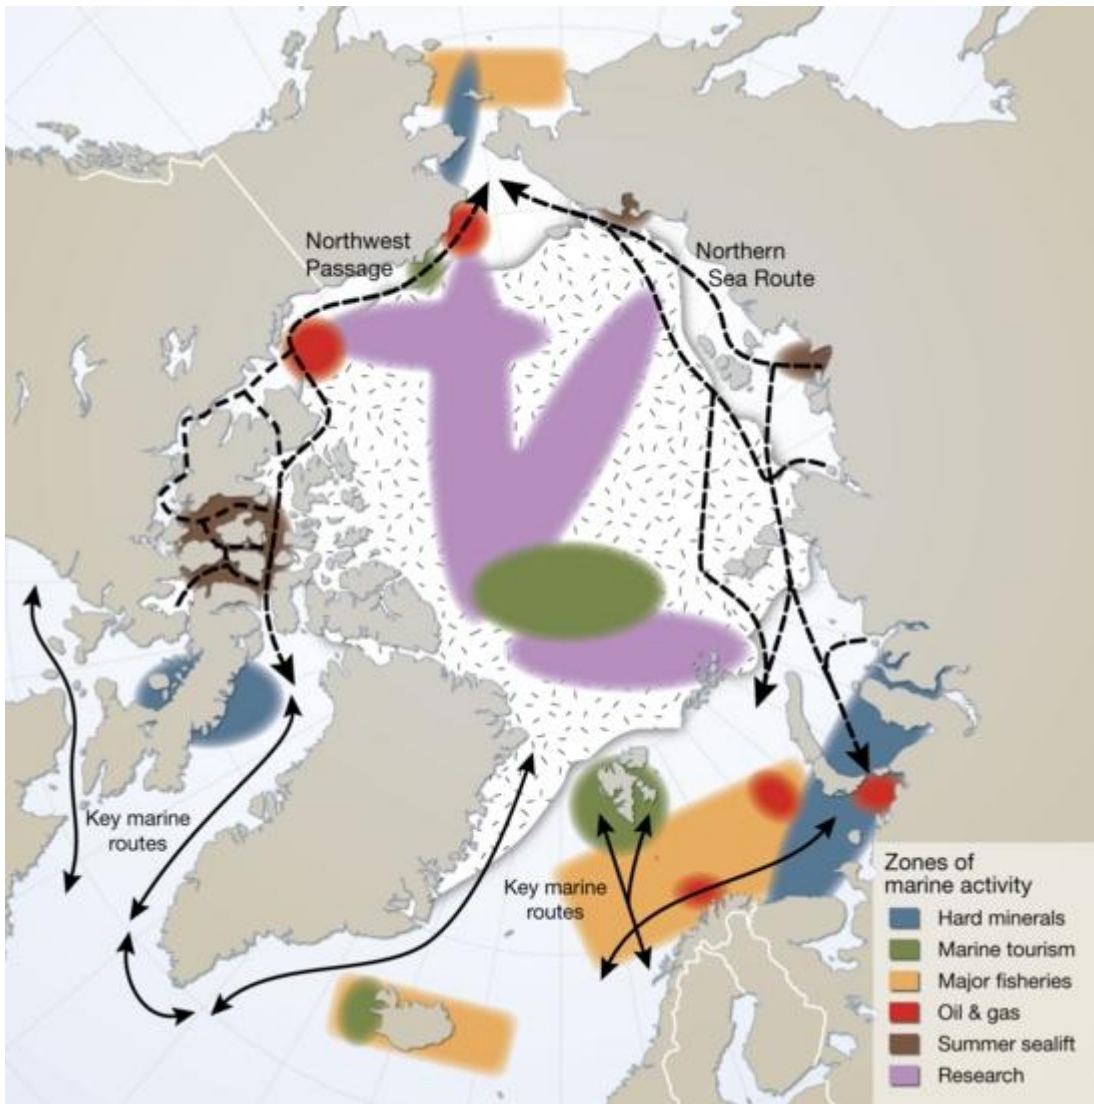 Northwest
Passage
Northern
Sea Route
Key marine
routes
Key marine
routes
Zones of
marine activity
Hard minerals
Marine tourism
Major fisheries
Oil & gas
Summer sealift
Research